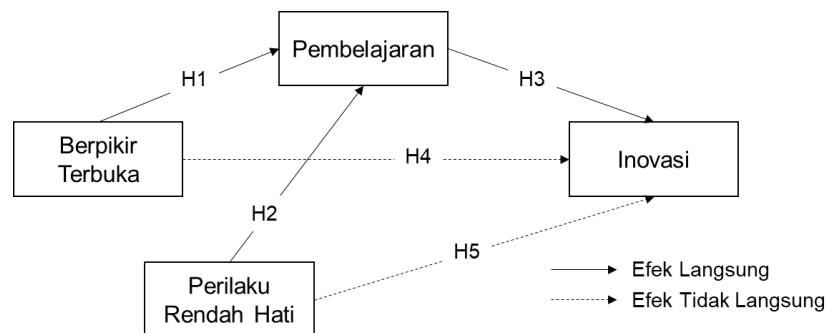 Pembelajaran
H1
H3
Berpikir
Terbuka
H4
Inovasi
H2
H5
Perilaku
Rendah Hati
Efek Langsung
Efek Tidak Langsung